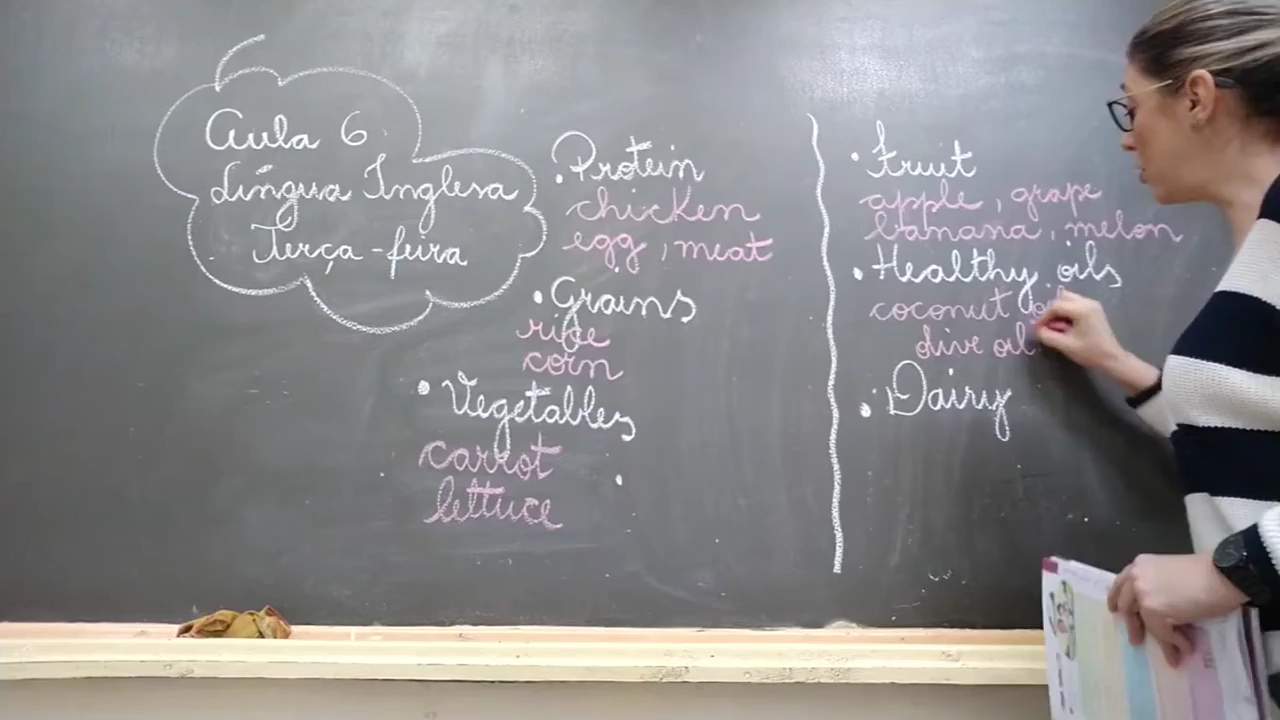 Aula 6
Língua Inglesa
Terça-feira
• Protein
chicken
egg, meat
• Grains
rice
corn
• Vegetables
carrot
lettuce
• Fruit
apple, grape
banana, melon
• Healthy oils
coconut oil
olive oil
• Dairy